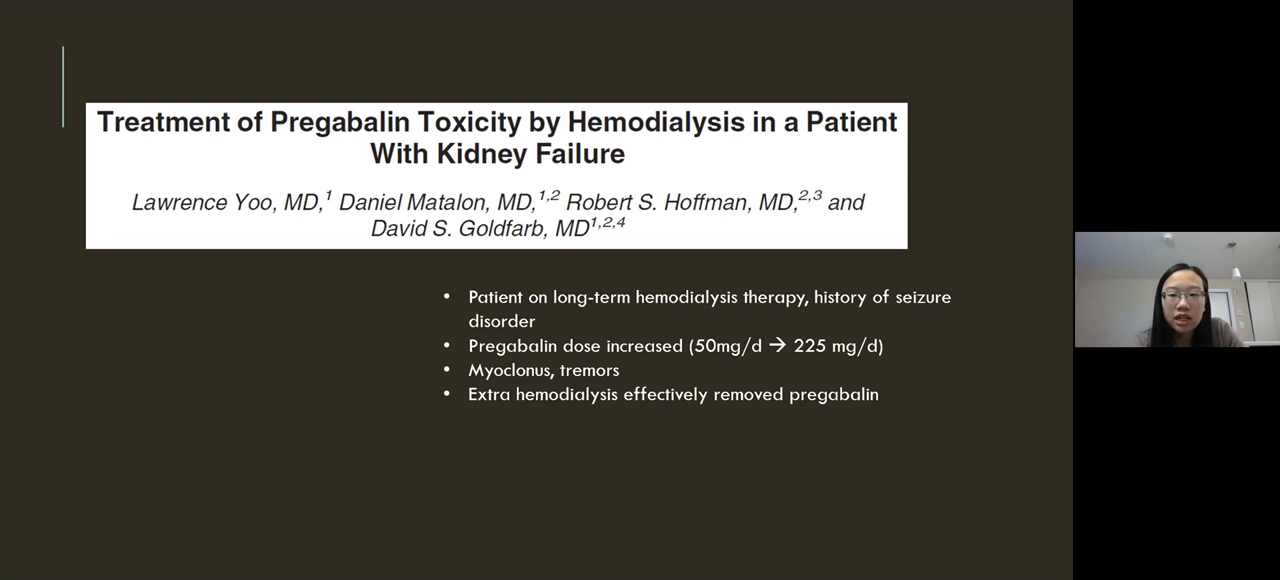 Treatment of Pregabalin Toxicity by Hemodialysis in a Patient
With Kidney Failure
Lawrence Yoo, MD,1 Daniel Matalon, MD,1,2 Robert S. Hoffman, MD,2,3 and
David S. Goldfarb, MD1,2,4
• Patient on long-term hemodialysis therapy, history of seizure
disorder
• Pregabalin dose increased (50mg/d → 225 mg/d)
• Myoclonus, tremors
• Extra hemodialysis effectively removed pregabalin